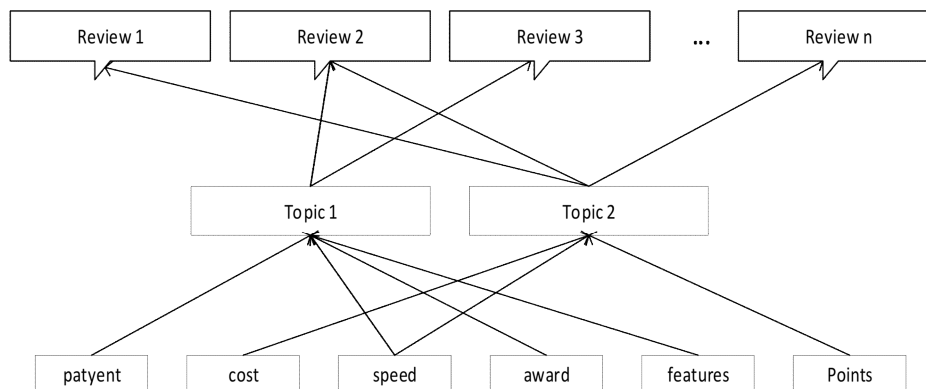 Review 1 Review 2 Review 3 ... Review n
Topic 1 Topic 2
patyent cost speed award features Points